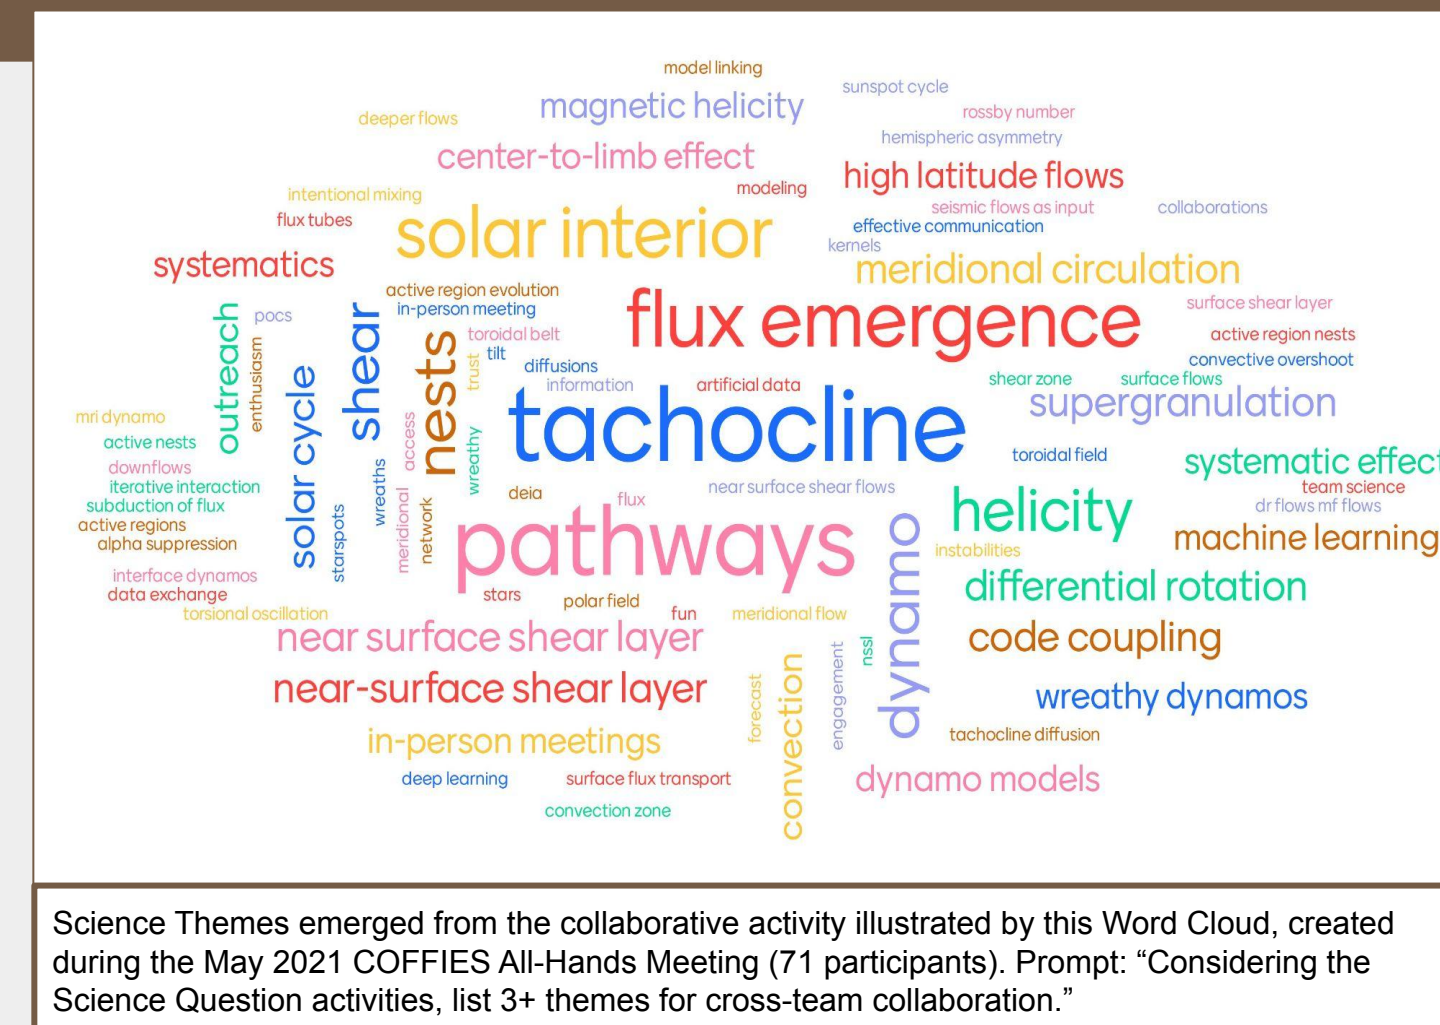 model linking
sunspot cycle
magnetic helicity
deeper flows
rossby number
hemispheric asymmetry
center-to-limb effect
high latitude flows
modeling
intentional mixing
seismic flows as input
collaborations
flux tubes
solar interior
effective communication
kernels
systematics
meridional circulation
active region evolution
in-person meeting
flux emergence
surface shear layer
outreach
pocs
shear
toroidal belt
active region nests
enthusiasm
nests
tilt
trust
convective overshoot
diffusions
information
artificial data
shear zone
surface flows
solar cycle
supergranulation
mri dynamo
tachocline
access
active nests
wreathy
toroidal field
downflows
systematic effect
iterative interaction
wreaths
near surface shear flows
team science
subduction of flux
meridional
deia
flux
helicity
dr flows mf flows
active regions
starspots
network
pathways
dynamo
machine learning
alpha suppression
instabilities
interface dynamos
differential rotation
data exchange
stars
polar field
torsional oscillation
fun
meridional flow
near surface shear layer
nssl
code coupling
near-surface shear layer
forecast
convection
engagement
wreathy dynamos
in-person meetings
tachocline diffusion
deep learning
surface flux transport
dynamo models
convection zone
Science Themes emerged from the collaborative activity illustrated by this Word Cloud, created
during the May 2021 COFFIES All-Hands Meeting (71 participants). Prompt: “Considering the
Science Question activities, list 3+ themes for cross-team collaboration.”